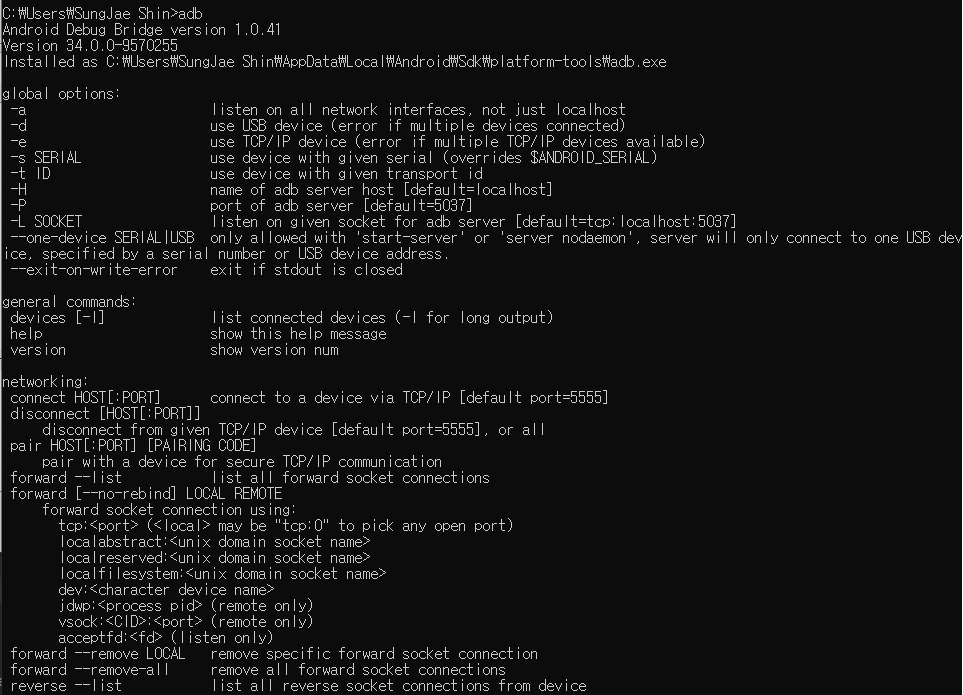 C:₩Users₩SungJae Shin>adb
Android Debug Bridge version 1.0.41
Version 34.0.0-9570255
Installed as C:₩Users₩SungJae Shin₩AppData₩Local₩Android₩Sdk₩platform-tools₩adb.exe
global options:
-a listen on all network interfaces, not just localhost
-d use USB device (error if multiple devices connected)
-e use TCP/IP device (error if multiple TCP/IP devices available)
-s SERIAL use device with given serial (overrides $ANDROID_SERIAL)
-t ID use device with given transport id
-H name of adb server host [default=localhost]
-P port of adb server [default=5037]
-L SOCKET listen on given socket for adb server [default=tcp:localhost:5037]
--one-device SERIAL|USB only allowed with 'start-server' or 'server nodaemon', server will only connect to one USB dev
ice, specified by a serial number or USB device address.
--exit-on-write-error exit if stdout is closed
general commands:
devices [-l] list connected devices (-l for long output)
help show this help message
version show version num
networking:
connect HOST[:PORT] connect to a device via TCP/IP [default port=5555]
disconnect [HOST[:PORT]]
disconnect from given TCP/IP device [default port=5555], or all
pair HOST[:PORT] [PAIRING CODE]
pair with a device for secure TCP/IP communication
forward --list list all forward socket connections
forward [--no-rebind] LOCAL REMOTE
forward socket connection using:
tcp:<port> (<local> may be "tcp:0" to pick any open port)
localabstract:<unix domain socket name>
localreserved:<unix domain socket name>
localfilesystem:<unix domain socket name>
dev:<character device name>
jdwp:<process pid> (remote only)
vsock:<CID>:<port> (remote only)
acceptfd:<fd> (listen only)
forward --remove LOCAL remove specific forward socket connection
forward --remove-all remove all forward socket connections
reverse --list list all reverse socket connections from device